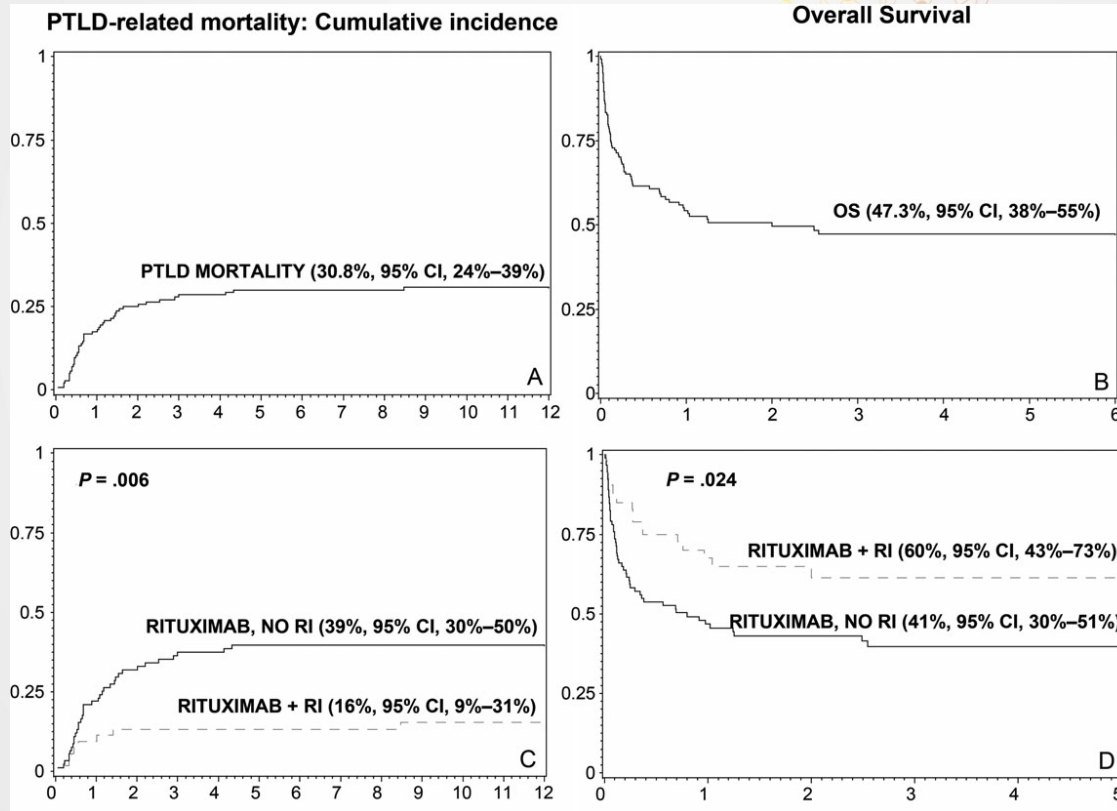 PTLD-related mortality: Cumulative incidence
1
0.75
0.5
0.25
0
PTLD MORTALITY (30.8%, 95% CI, 24%–39%)
A
0 1 2 3 4 5 6 7 8 9 10 11 12
Overall Survival
1
0.75
0.5
0.25
0
OS (47.3%, 95% CI, 38%–55%)
B
0 1 2 3 4 5 6
1
0.75
0.5
0.25
0
P = .006
RITUXIMAB, NO RI (39%, 95% CI, 30%–50%)
RITUXIMAB + RI (16%, 95% CI, 9%–31%)
C
0 1 2 3 4 5 6 7 8 9 10 11 12
1
0.75
0.5
0.25
0
P = .024
RITUXIMAB + RI (60%, 95% CI, 43%–73%)
RITUXIMAB, NO RI (41%, 95% CI, 30%–51%)
D
0 1 2 3 4 5